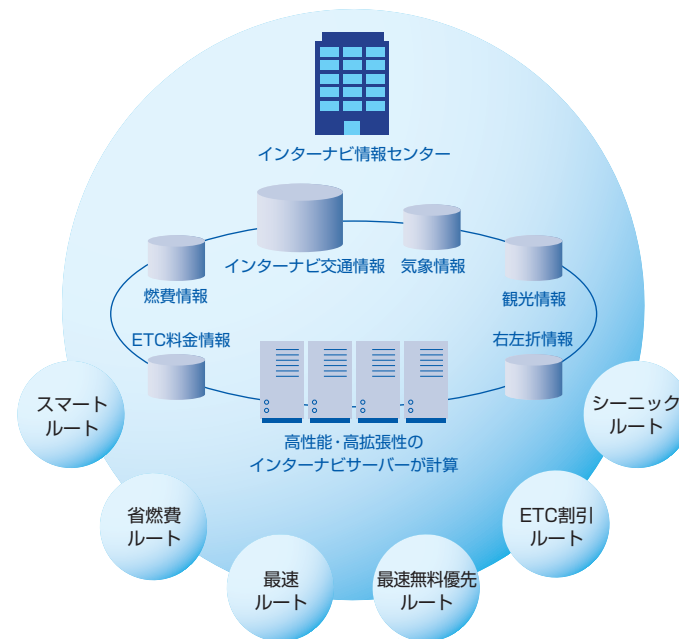 インターナビ情報センター
インターナビ交通情報
気象情報
燃費情報
観光情報
ETC料金情報
右左折情報
高性能・高拡張性の
インターナビサーバーが計算
スマート
ルート
省燃費
ルート
最速
ルート
最速無料優先
ルート
ETC割引
ルート
シーニック
ルート